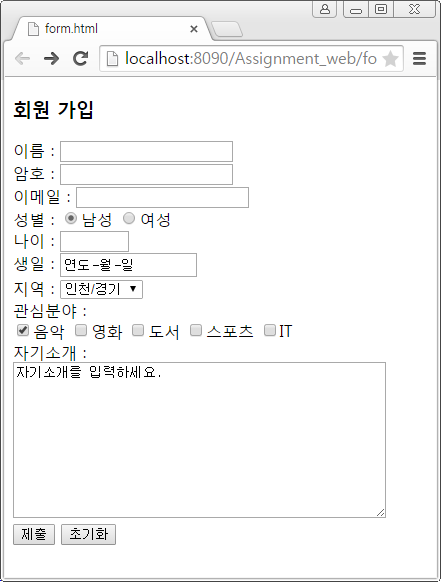 form.html
localhost:8090/Assignment_web/fo
회원 가입
이름 :
암호 :
이메일 :
성별 : 남성 여성
나이 :
생일 : 연도-월-일
지역 : 인천/경기
관심분야 :
음악 영화 도서 스포츠 IT
자기소개 :
자기소개를 입력하세요.
제출 초기화